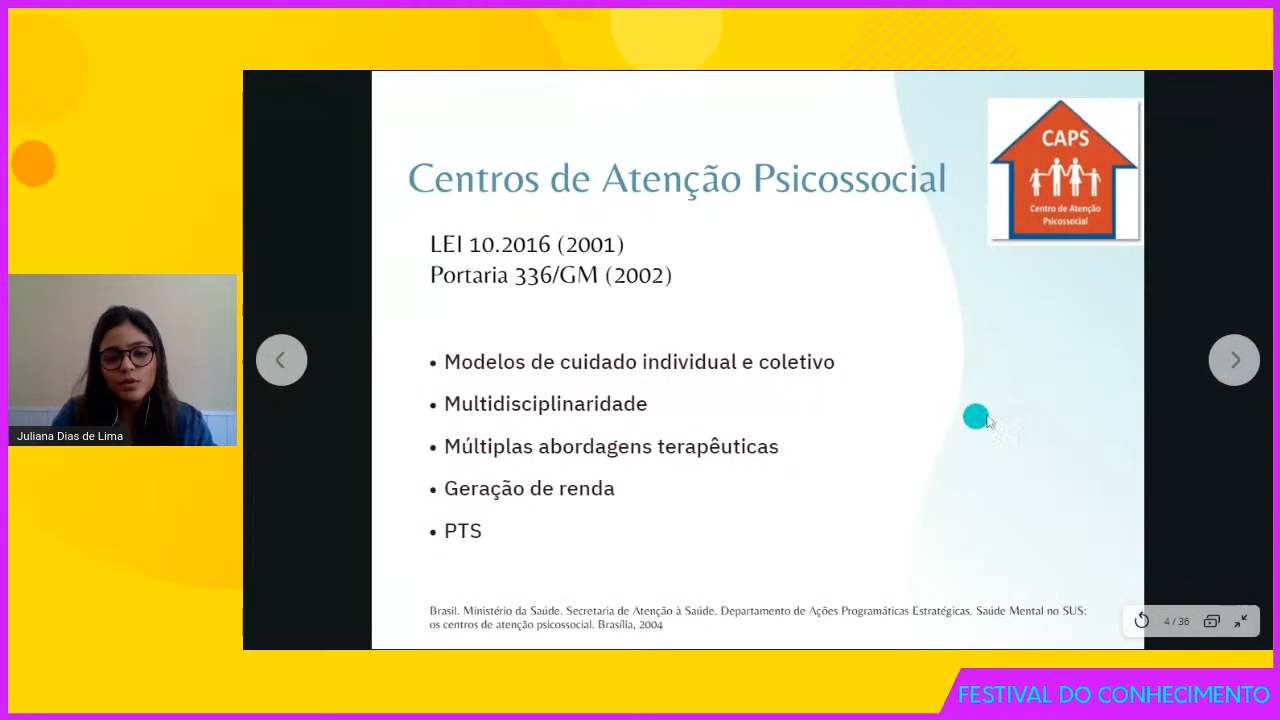 Centros de Atenção Psicossocial
CAPS
Centro de Atenção
Psicossocial
LEI 10.2016 (2001)
Portaria 336/GM (2002)
• Modelos de cuidado individual e coletivo
• Multidisciplinaridade
• Múltiplas abordagens terapêuticas
• Geração de renda
• PTS
Brasil. Ministério da Saúde. Secretaria de Atenção à Saúde. Departamento de Ações Programáticas Estratégicas. Saúde Mental no SUS:
os centros de atenção psicossocial. Brasília, 2004
Juliana Dias de Lima
4 / 36
FESTIVAL DO CONHECIMENTO